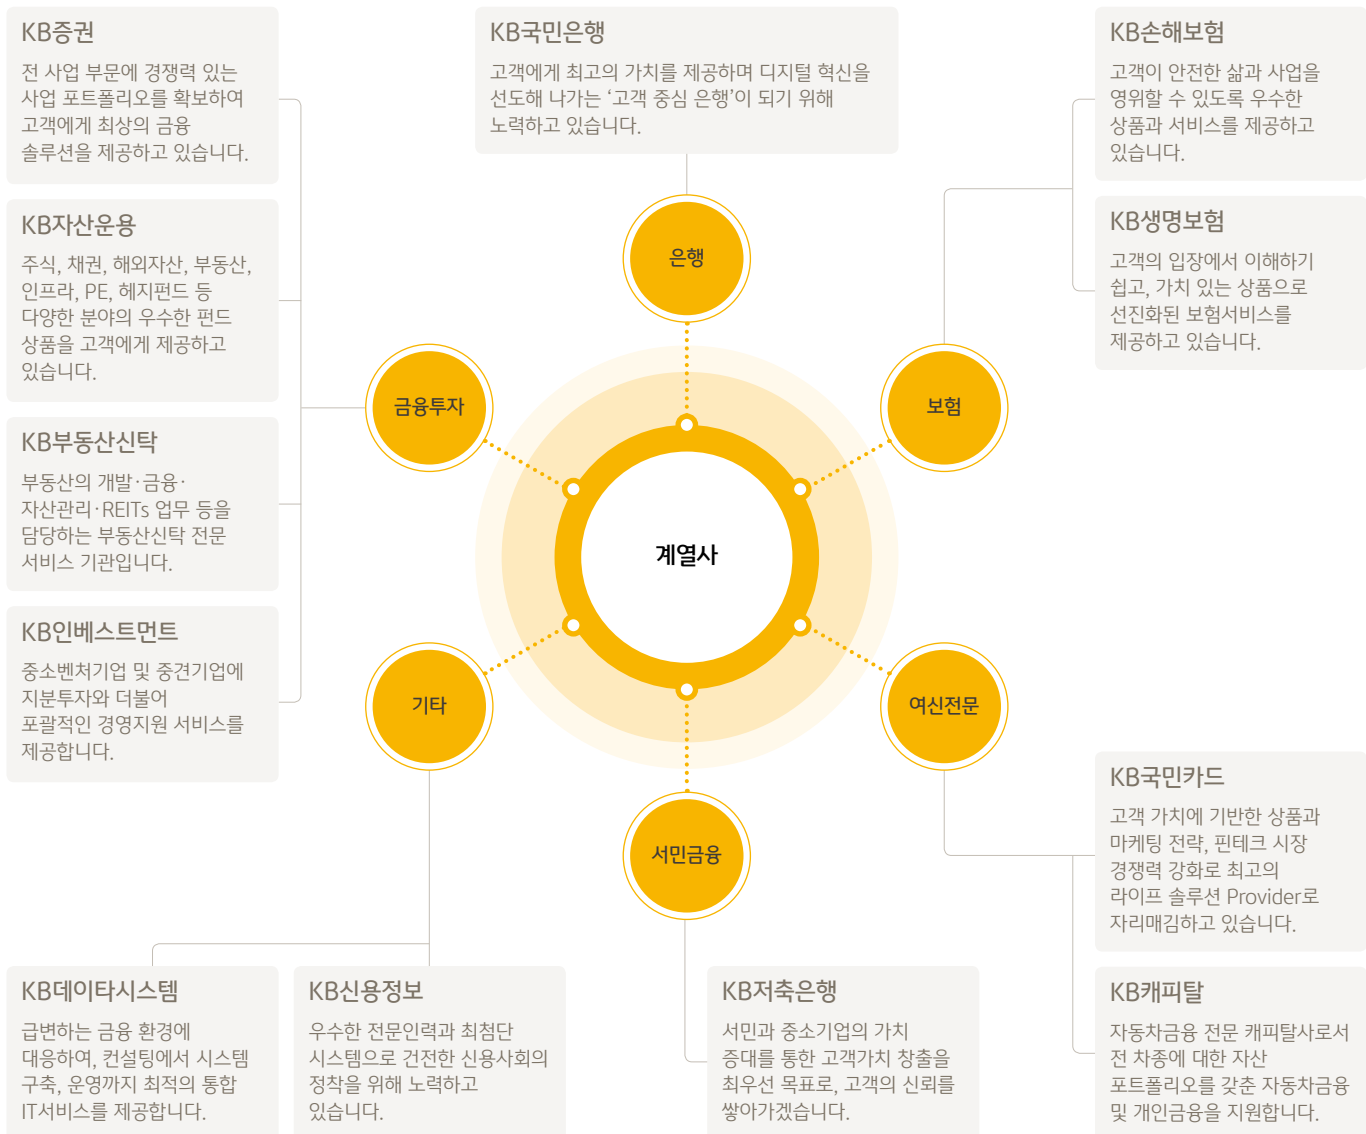 KB증권
전 사업 부문에 경쟁력 있는
사업 포트폴리오를 확보하여
고객에게 최상의 금융
솔루션을 제공하고 있습니다.
KB자산운용
주식, 채권, 해외자산, 부동산,
인프라, PE, 헤지펀드 등
다양한 분야의 우수한 펀드
상품을 고객에게 제공하고
있습니다.
KB부동산신탁
부동산의 개발·금융·
자산관리·REITs 업무 등을
담당하는 부동산신탁 전문
서비스 기관입니다.
KB인베스트먼트
중소벤처기업 및 중견기업에
지분투자와 더불어
포괄적인 경영지원 서비스를
제공합니다.
KB국민은행
고객에게 최고의 가치를 제공하며 디지털 혁신을
선도해 나가는 ‘고객 중심 은행’이 되기 위해
노력하고 있습니다.
KB손해보험
고객이 안전한 삶과 사업을
영위할 수 있도록 우수한
상품과 서비스를 제공하고
있습니다.
KB생명보험
고객의 입장에서 이해하기
쉽고, 가치 있는 상품으로
선진화된 보험서비스를
제공하고 있습니다.
은행
금융투자
보험
계열사
기타
여신전문
서민금융
KB국민카드
고객 가치에 기반한 상품과
마케팅 전략, 핀테크 시장
경쟁력 강화로 최고의
라이프 솔루션 Provider로
자리매김하고 있습니다.
KB데이타시스템
급변하는 금융 환경에
대응하여, 컨설팅에서 시스템
구축, 운영까지 최적의 통합
IT서비스를 제공합니다.
KB신용정보
우수한 전문인력과 최첨단
시스템으로 건전한 신용사회의
정착을 위해 노력하고
있습니다.
KB저축은행
서민과 중소기업의 가치
증대를 통한 고객가치 창출을
최우선 목표로, 고객의 신뢰를
쌓아가겠습니다.
KB캐피탈
자동차금융 전문 캐피탈사로서
전 차종에 대한 자산
포트폴리오를 갖춘 자동차금융
및 개인금융을 지원합니다.